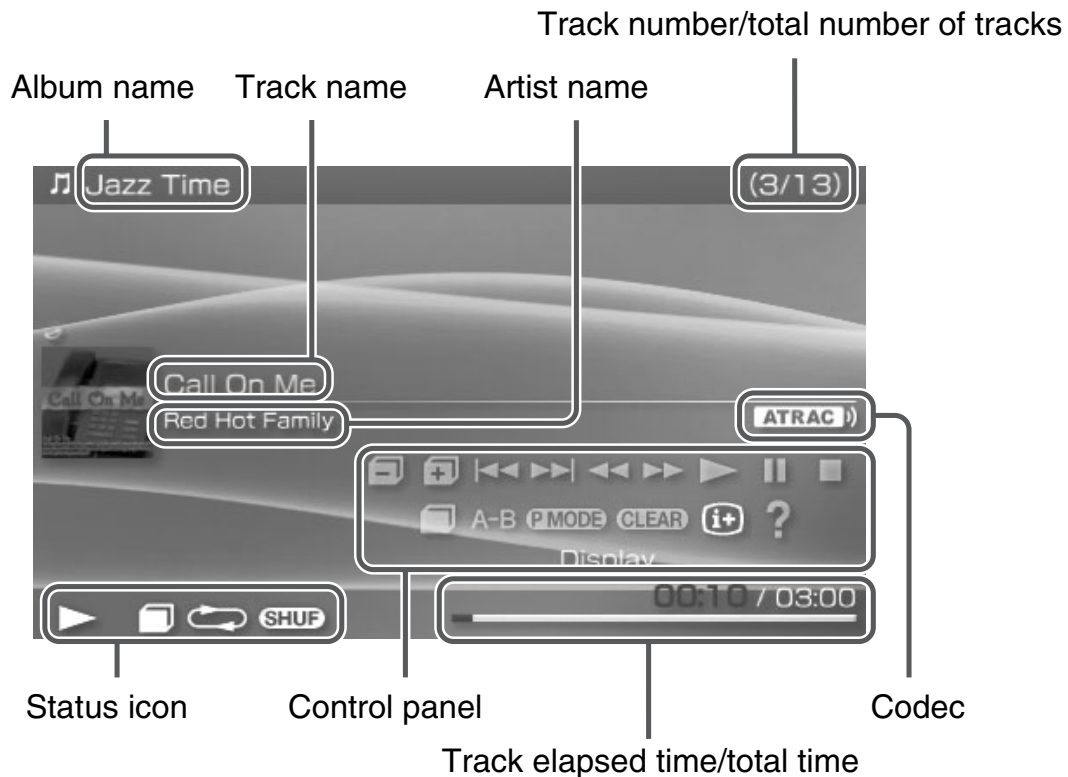 Track number/total number of tracks
Album name
Track name
Artist name
Jazz Time
(3/13)
Call On Me
Call On Me
Red Hot Family
ATRAC
A-B P MODE CLEAR i+ ?
Display
00:10 / 03:00
SHUF
Status icon
Control panel
Codec
Track elapsed time/total time